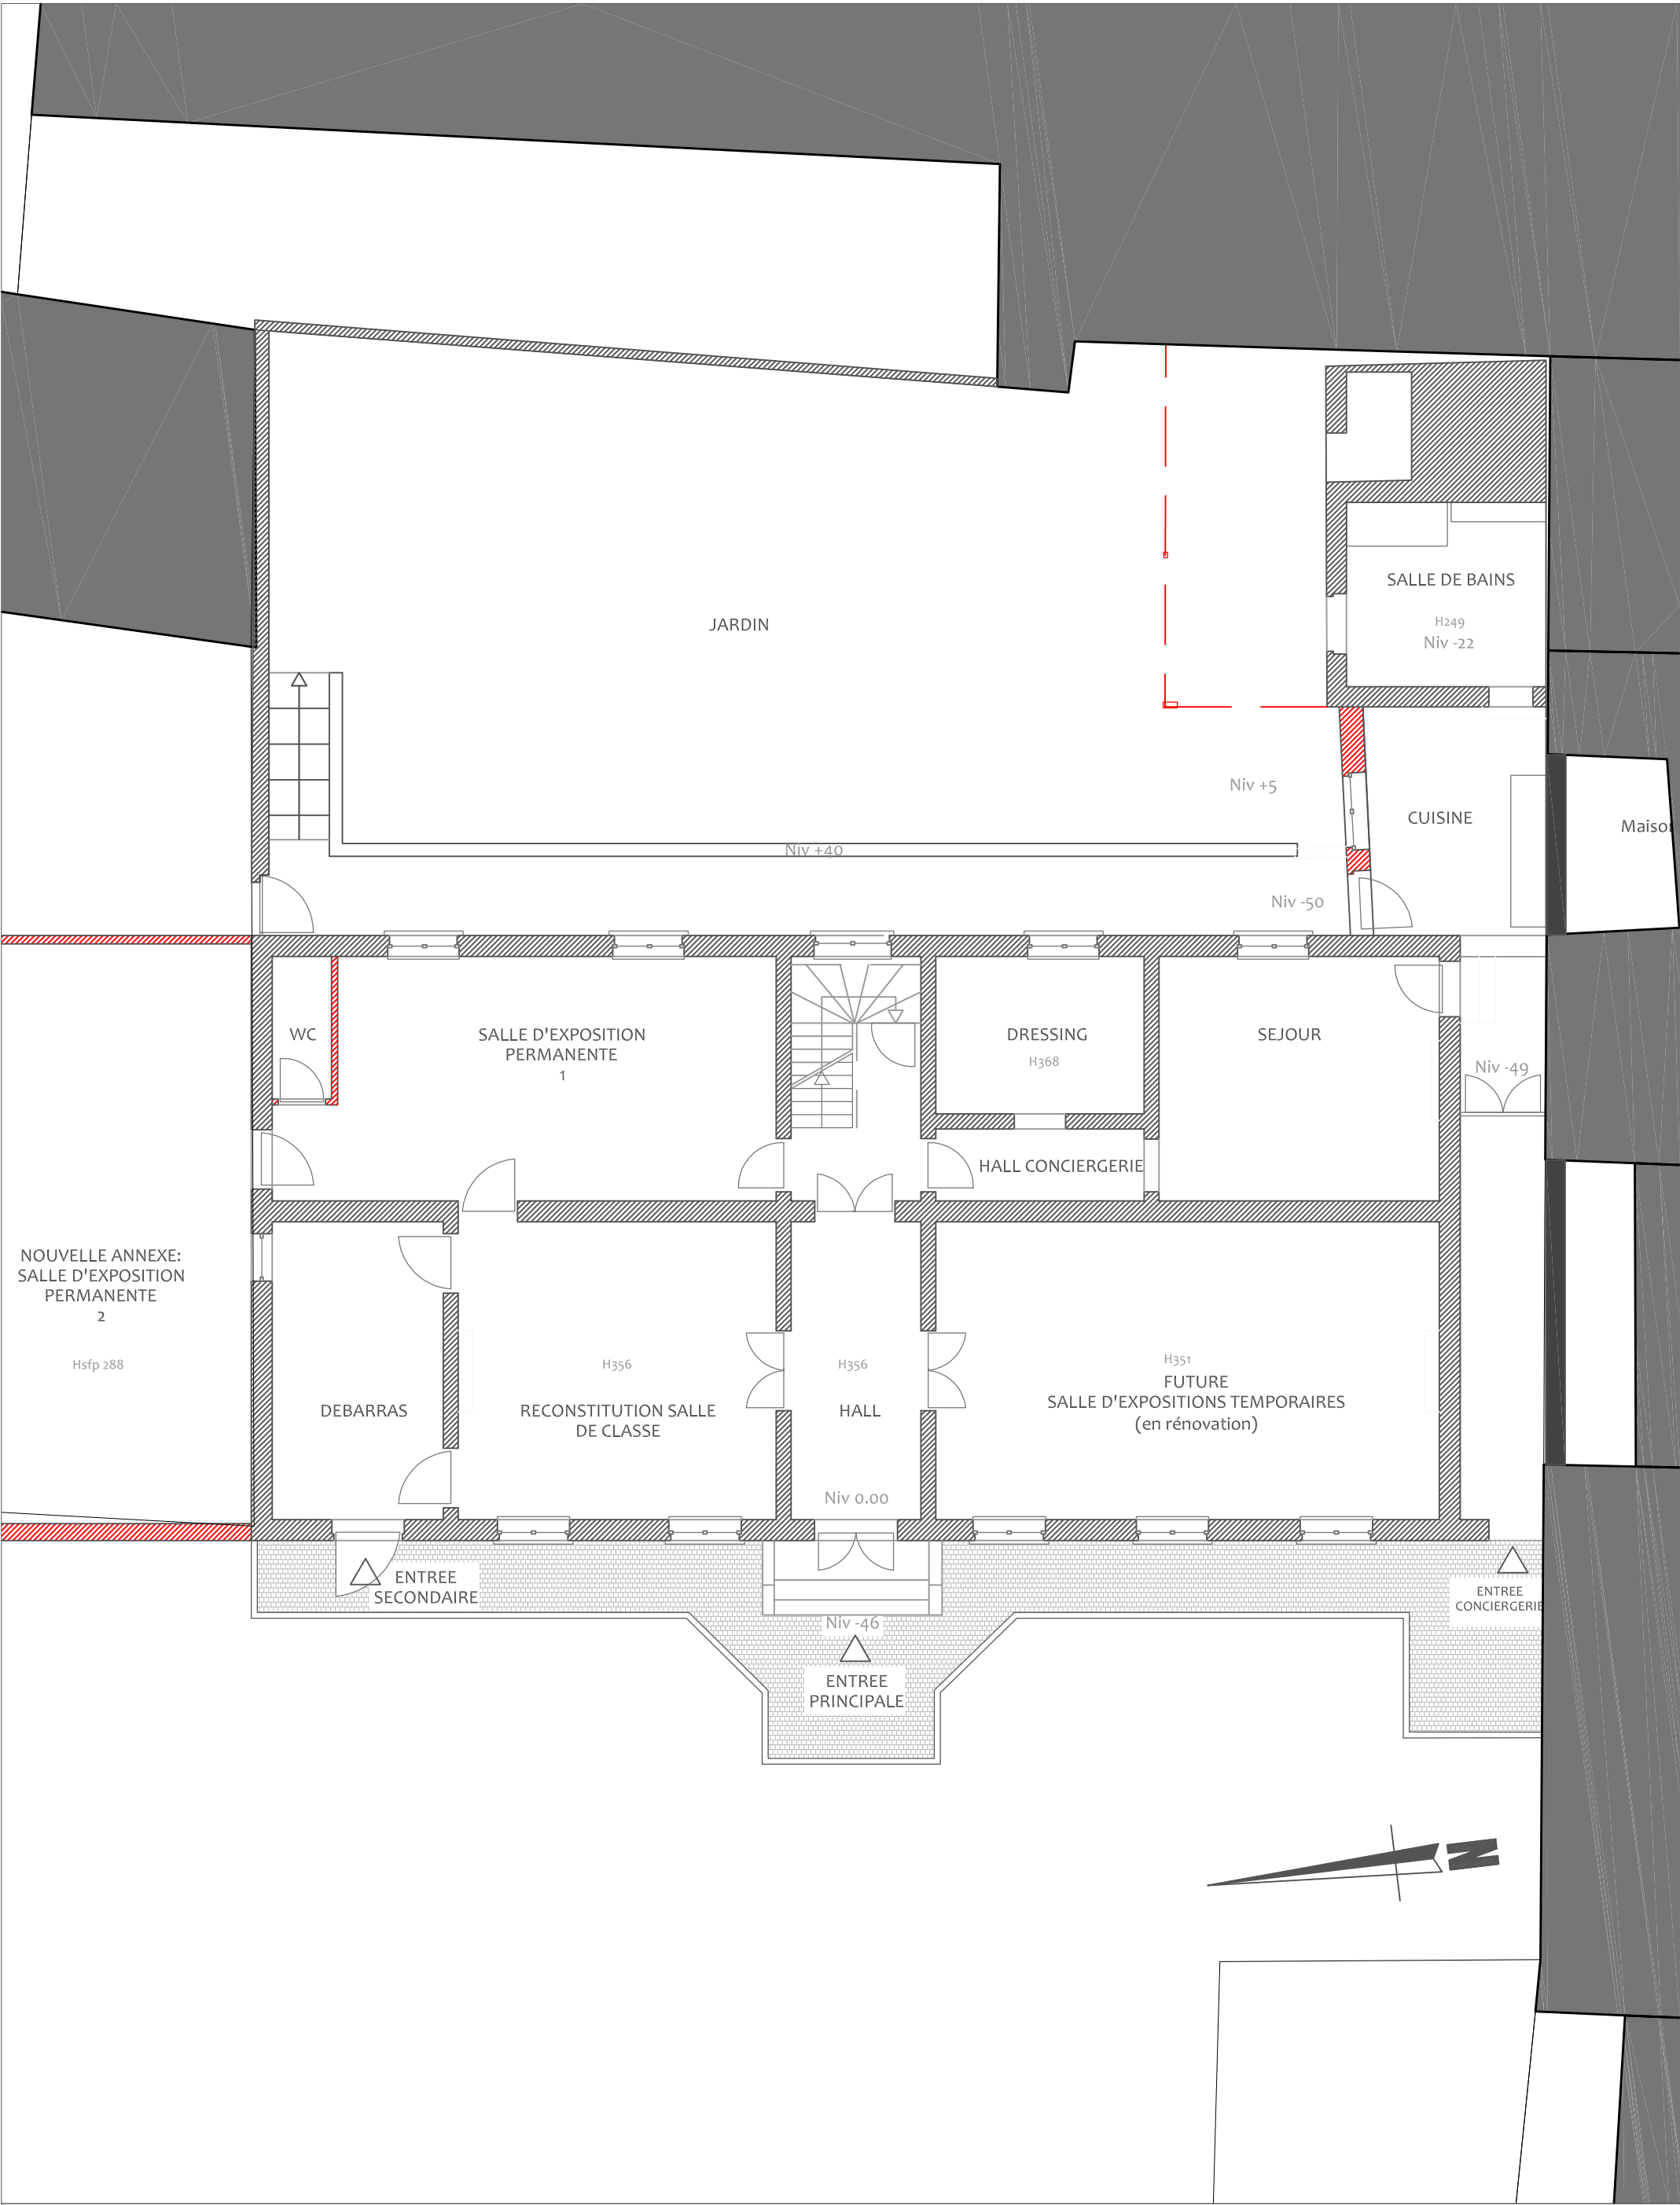 SALLE DE BAINS
H249
Niv -22
JARDIN
Niv +5
CUISINE
Niv +40
Niv -50
WC
SALLE D'EXPOSITION
PERMANENTE
1
DRESSING
H368
SEJOUR
Niv -49
HALL CONCIERGERIE
NOUVELLE ANNEXE:
SALLE D'EXPOSITION
PERMANENTE
2
Hsfp 288
DEBARRAS
H356
RECONSTITUTION SALLE
DE CLASSE
H356
HALL
Niv 0.00
H351
FUTURE
SALLE D'EXPOSITIONS TEMPORAIRES
(en rénovation)
ENTREE
SECONDAIRE
Niv -46
ENTREE
PRINCIPALE
ENTREE
CONCIERGERIE
N